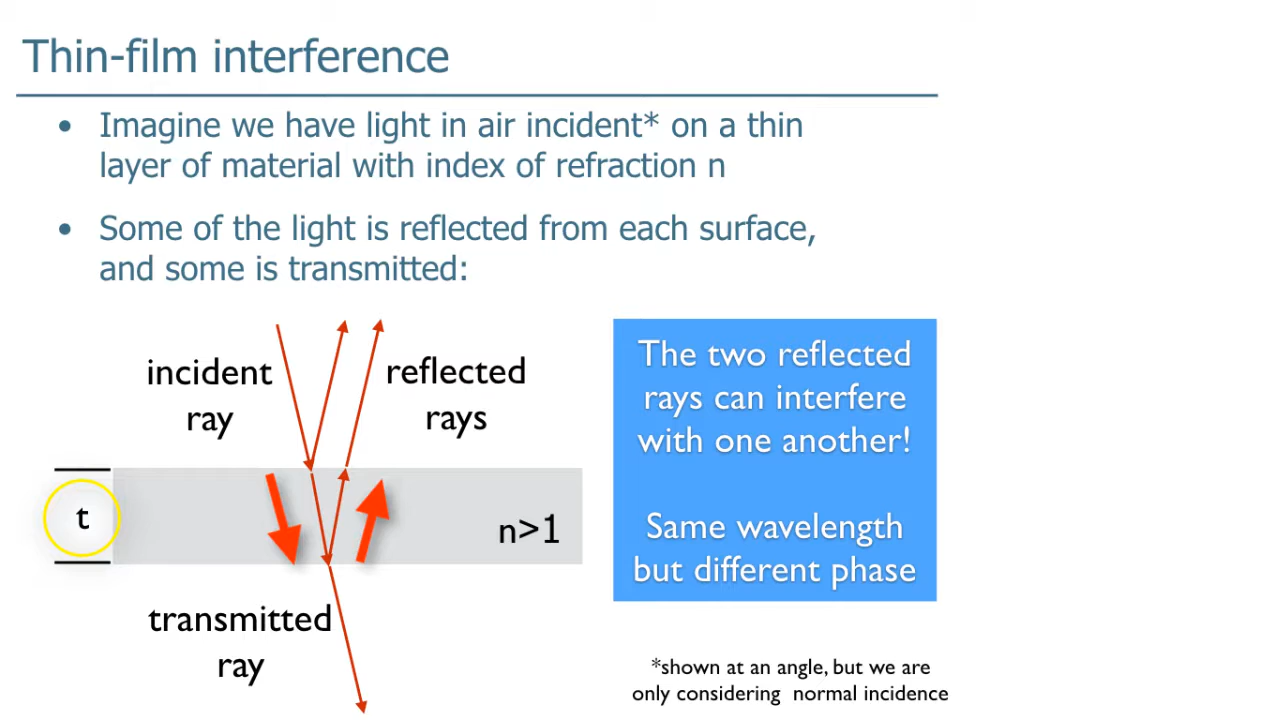 Thin-film interference
• Imagine we have light in air incident* on a thin
layer of material with index of refraction n
• Some of the light is reflected from each surface,
and some is transmitted:
incident
ray
reflected
rays
t
n>1
transmitted
ray
The two reflected
rays can interfere
with one another!
Same wavelength
but different phase
*shown at an angle, but we are
only considering normal incidence